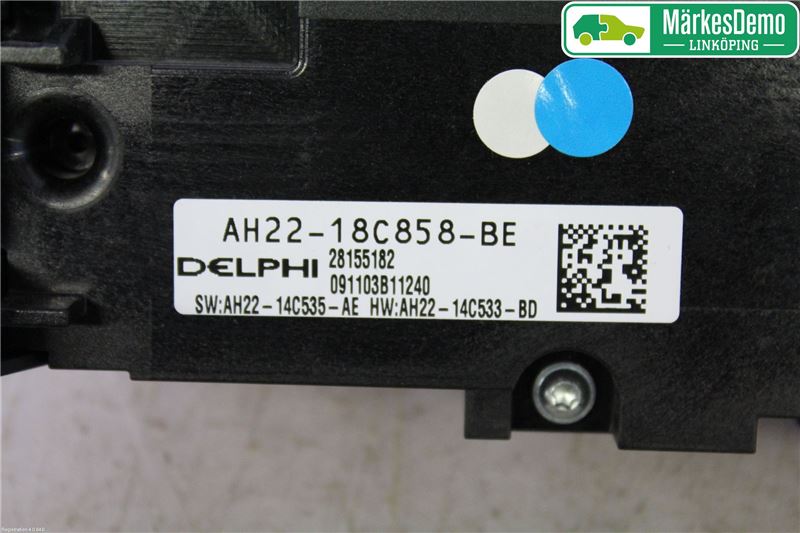 MärkesDemo
LINKÖPING
AH22-18C858-BE
DELPHI 28155182
091103B11240
SW:AH22-14C535-AE HW:AH22-14C533-BD